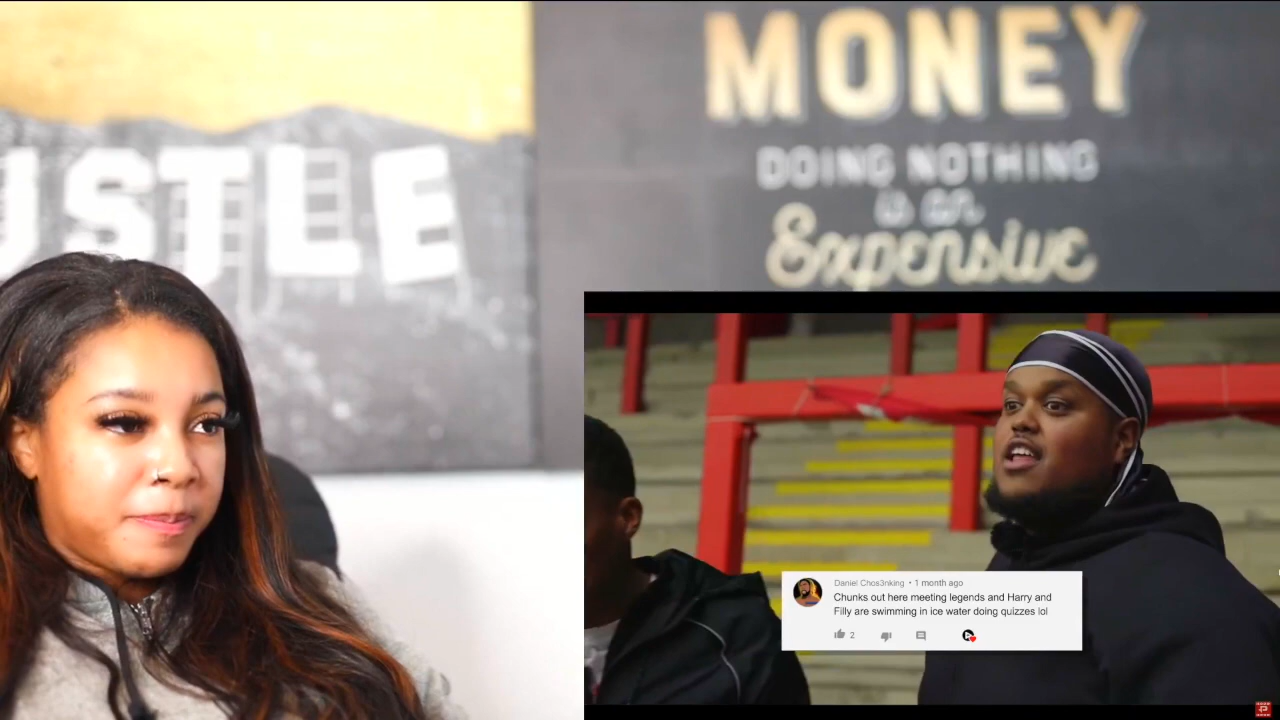 USTLE
MONEY
DOING NOTHING
is an
Expensive
Daniel Chos3nking • 1 month ago
Chunks out here meeting legends and Harry and
Filly are swimming in ice water doing quizzes lol
2